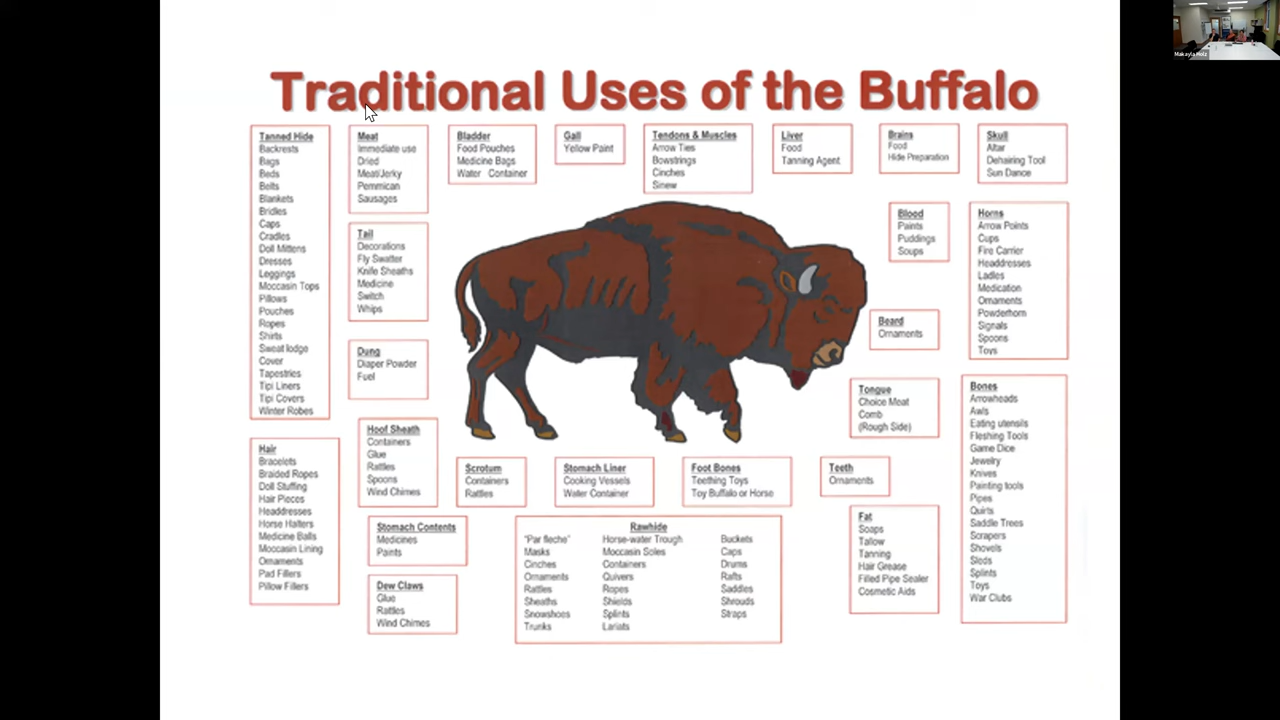 Traditional Uses of the Buffalo
Tanned Hide
Backrests
Bags
Beds
Belts
Blankets
Bridles
Caps
Cradles
Doll Mittens
Dresses
Leggings
Moccasin Tops
Pillows
Pouches
Ropes
Shirts
Sweat lodge
Cover
Tapestries
Tipi Liners
Tipi Covers
Winter Robes
Meat
Immediate use
Dried
Meat/Jerky
Pemmican
Sausages
Bladder
Food Pouches
Medicine Bags
Water Container
Gall
Yellow Paint
Tendons & Muscles
Arrow Ties
Bowstrings
Cinches
Sinew
Liver
Food
Tanning Agent
Brains
Food
Hide Preparation
Skull
Altar
Dehairing Tool
Sun Dance
Tail
Decorations
Fly Swatter
Knife Sheaths
Medicine
Switch
Whips
Blood
Paints
Puddings
Soups
Horns
Arrow Points
Cups
Fire Carrier
Headdresses
Ladles
Medication
Ornaments
Powderhorn
Signals
Spoons
Toys
Beard
Ornaments
Dung
Diaper Powder
Fuel
Tongue
Choice Meat
Comb
(Rough Side)
Bones
Arrowheads
Awls
Eating utensils
Fleshing Tools
Game Dice
Jewelry
Knives
Painting tools
Pipes
Quirts
Saddle Trees
Scrapers
Shovels
Sleds
Splints
Toys
War Clubs
Hair
Bracelets
Braided Ropes
Doll Stuffing
Hair Pieces
Headdresses
Horse Halters
Medicine Balls
Moccasin Lining
Ornaments
Pad Fillers
Pillow Fillers
Hoof Sheath
Containers
Glue
Rattles
Spoons
Wind Chimes
Scrotum
Containers
Rattles
Stomach Liner
Cooking Vessels
Water Container
Foot Bones
Teething Toys
Toy Buffalo or Horse
Teeth
Ornaments
Stomach Contents
Medicines
Paints
Dew Claws
Glue
Rattles
Wind Chimes
Rawhide
"Par fleche"
Masks
Cinches
Ornaments
Rattles
Sheaths
Snowshoes
Trunks
Horse-water Trough
Moccasin Soles
Containers
Quivers
Ropes
Shields
Splints
Lariats
Buckets
Caps
Drums
Rafts
Saddles
Shrouds
Straps
Fat
Soaps
Tallow
Tanning
Hair Grease
Filled Pipe Sealer
Cosmetic Aids